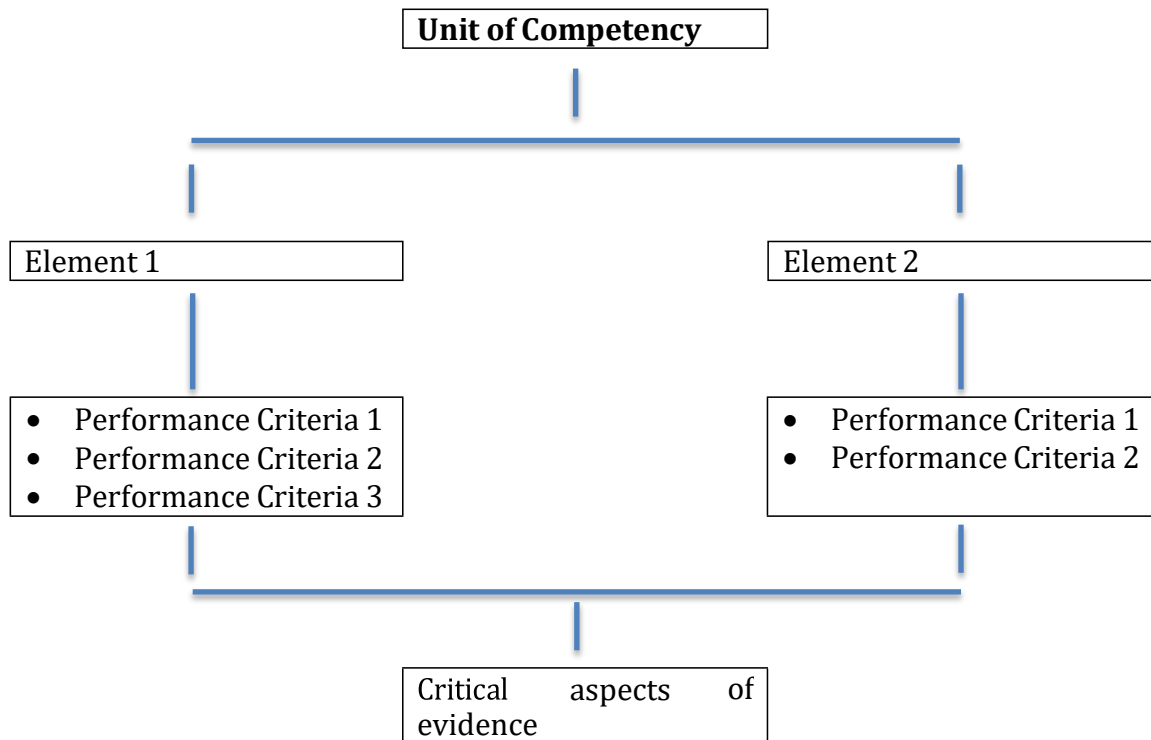 Unit of Competency
Element 1
Element 2
• Performance Criteria 1
• Performance Criteria 2
• Performance Criteria 3
• Performance Criteria 1
• Performance Criteria 2
Critical aspects of
evidence